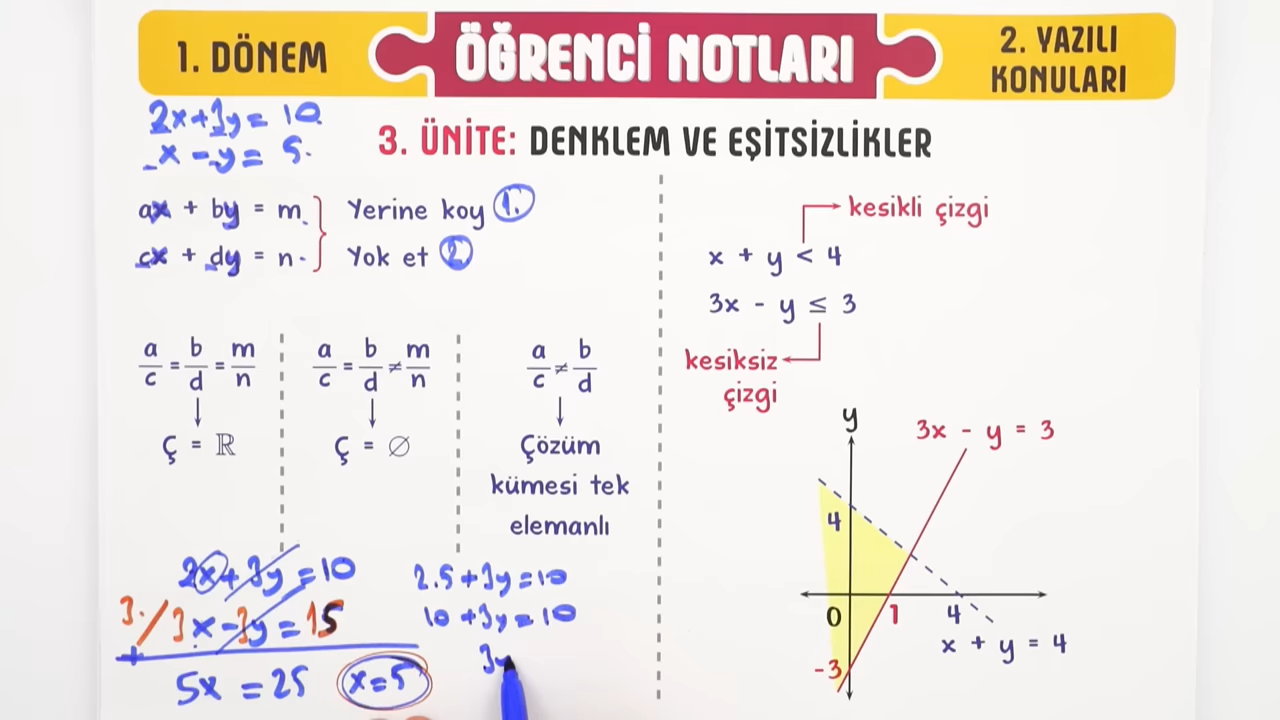 1. DÖNEM
ÖĞRENCİ NOTLARI
2. YAZILI
KONULARI
2x+3y = 10
x - y = 5
3. ÜNİTE: DENKLEM VE EŞİTSİZLİKLER
ax + by = m
cx + dy = n
Yerine koy 1.
Yok et 2
a/c = b/d = m/n
Ç = ℝ
a/c = b/d ≠ m/n
Ç = ∅
a/c ≠ b/d
Çözüm
kümesi tek
elemanlı
2x+3y = 10
3. / 3x-3y = 15
+
5x = 25
x=5
2.5+3y=10
10+3y=10
3y
kesikli çizgi
x + y < 4
3x - y ≤ 3
kesiksiz
çizgi
y
3x - y = 3
4
0
1
4
x + y = 4
-3